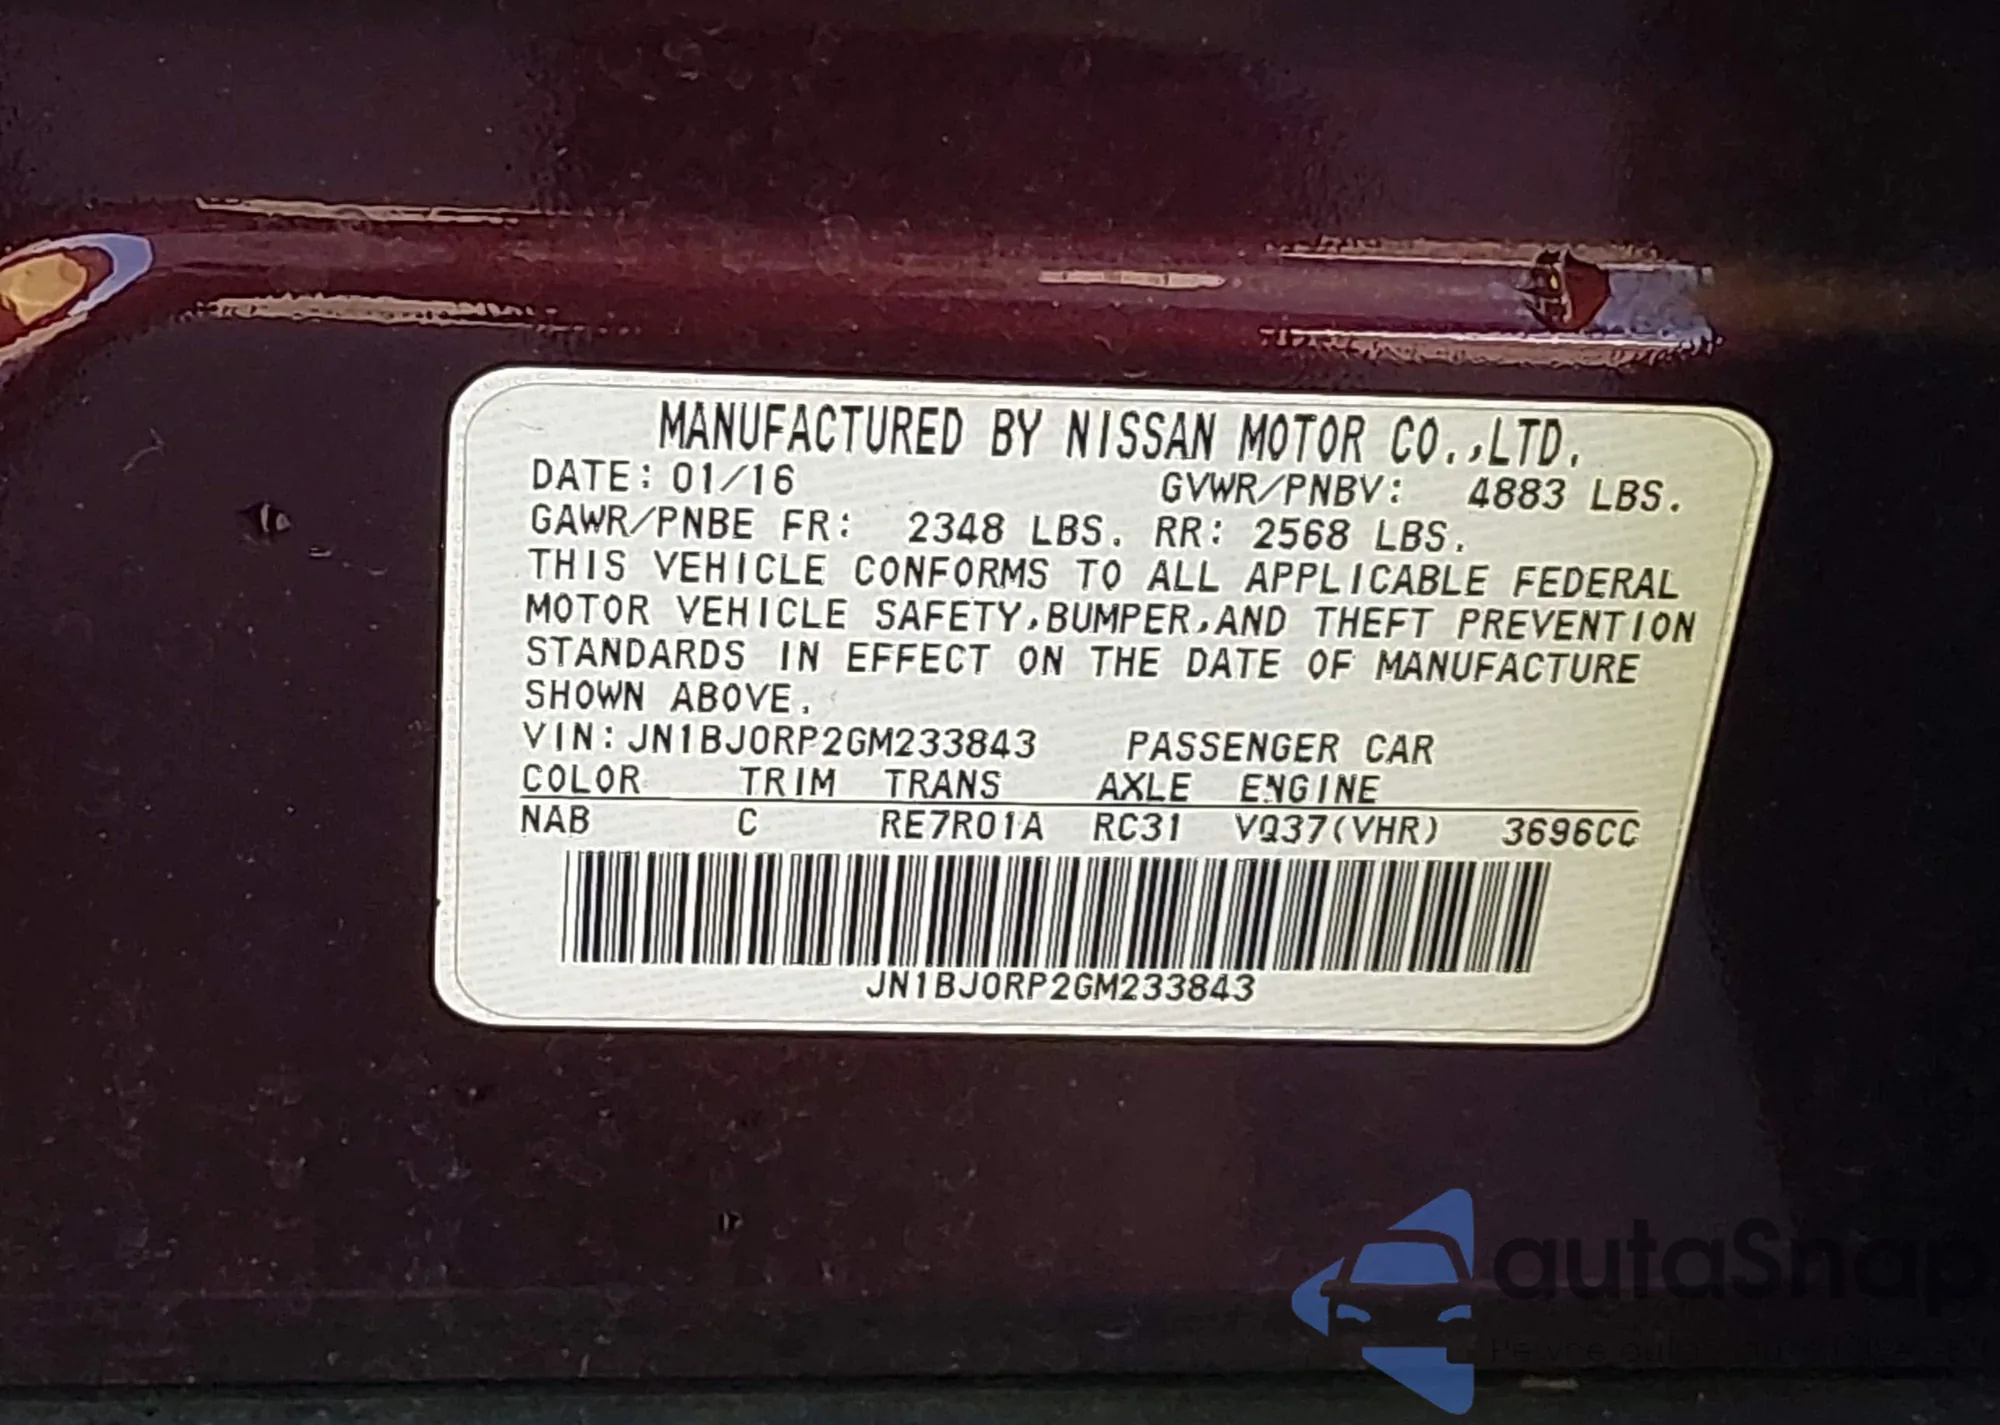 MANUFACTURED BY NISSAN MOTOR CO.,LTD.
DATE: 01/16 GVWR/PNBV: 4883 LBS.
GAWR/PNBE FR: 2348 LBS. RR: 2568 LBS.
THIS VEHICLE CONFORMS TO ALL APPLICABLE FEDERAL
MOTOR VEHICLE SAFETY,BUMPER,AND THEFT PREVENTION
STANDARDS IN EFFECT ON THE DATE OF MANUFACTURE
SHOWN ABOVE.
VIN: JN1BJ0RP2GM233843 PASSENGER CAR
COLOR TRIM TRANS AXLE ENGINE
NAB C RE7R01A RC31 VQ37(VHR) 3696CC
JN1BJ0RP2GM233843
autaSnap